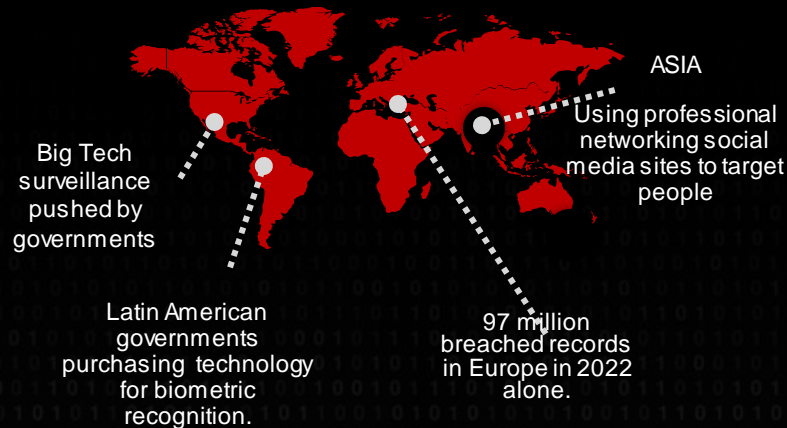 ASIA
Using professional
networking social
media sites to target
people
Big Tech
surveillance
pushed by
governments
Latin American
governments
purchasing technology
for biometric
recognition.
97 million
breached records
in Europe in 2022
alone.